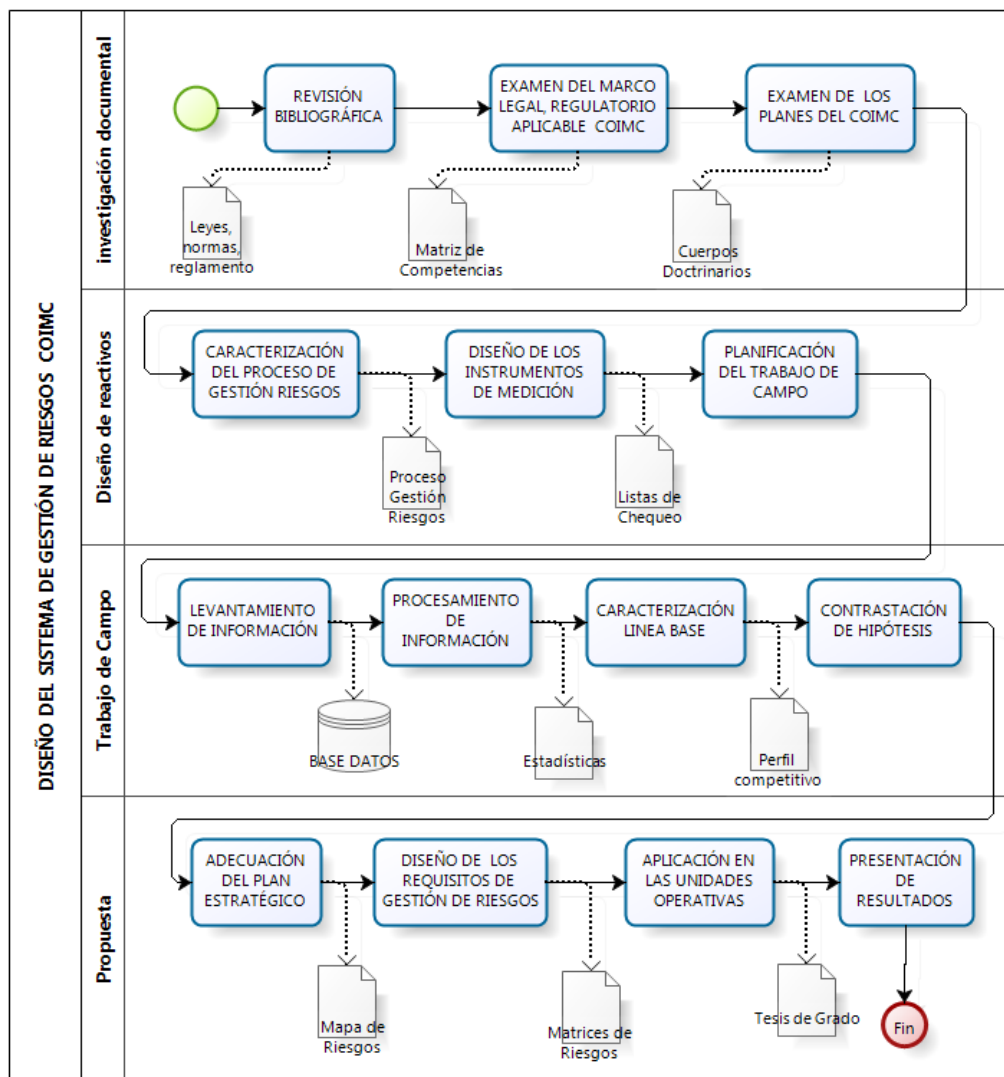 DISEÑO DEL SISTEMA DE GESTIÓN DE RIESGOS COIMC
investigación documental
REVISIÓN
BIBLIOGRÁFICA
EXAMEN DEL MARCO
LEGAL, REGULATORIO
APLICABLE COIMC
EXAMEN DE LOS
PLANES DEL COIMC
Leyes,
normas,
reglamento
Matriz de
Competencias
Cuerpos
Doctrinarios
Diseño de reactivos
CARACTERIZACIÓN
DEL PROCESO DE
GESTIÓN RIESGOS
DISEÑO DE LOS
INSTRUMENTOS
DE MEDICIÓN
PLANIFICACIÓN
DEL TRABAJO DE
CAMPO
Proceso
Gestión
Riesgos
Listas de
Chequeo
Trabajo de Campo
LEVANTAMIENTO
DE INFORMACIÓN
PROCESAMIENTO
DE
INFORMACIÓN
CARACTERIZACIÓN
LINEA BASE
CONTRASTACIÓN
DE HIPÓTESIS
BASE DATOS
Estadísticas
Perfil
competitivo
Propuesta
ADECUACIÓN
DEL PLAN
ESTRATÉGICO
DISEÑO DE LOS
REQUISITOS DE
GESTIÓN DE RIESGOS
APLICACIÓN EN
LAS UNIDADES
OPERATIVAS
PRESENTACIÓN
DE
RESULTADOS
Mapa de
Riesgos
Matrices de
Riesgos
Tesis de Grado
Fin